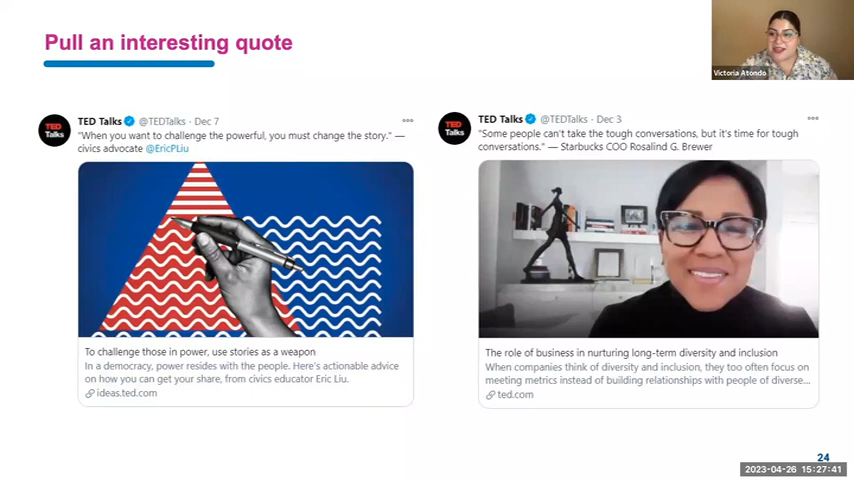 Pull an interesting quote
Victoria Atondo
TED Talks @TEDTalks · Dec 7
"When you want to challenge the powerful, you must change the story." —
civics advocate @EricPLiu
TED
Talks
To challenge those in power, use stories as a weapon
In a democracy, power resides with the people. Here's actionable advice
on how you can get your share, from civics educator Eric Liu.
ideas.ted.com
TED Talks @TEDTalks · Dec 3
"Some people can't take the tough conversations, but it's time for tough
conversations." — Starbucks COO Rosalind G. Brewer
TED
Talks
The role of business in nurturing long-term diversity and inclusion
When companies think of diversity and inclusion, they too often focus on
meeting metrics instead of building relationships with people of diverse...
ted.com
24
2023-04-26 15:27:41